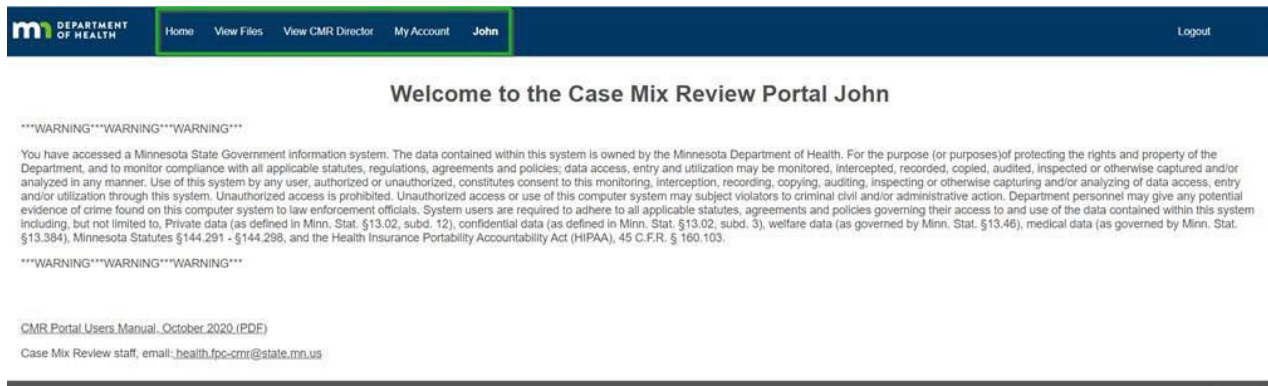 DEPARTMENT
OF HEALTH
Home View Files View CMR Director My Account John Logout
Welcome to the Case Mix Review Portal John
***WARNING***WARNING***WARNING***
You have accessed a Minnesota State Government information system. The data contained within this system is owned by the Minnesota Department of Health. For the purpose (or purposes)of protecting the rights and property of the
Department, and to monitor compliance with all applicable statutes, regulations, agreements and policies; data access, entry and utilization may be monitored, intercepted, recorded, copied, audited, inspected or otherwise captured and/or
analyzed in any manner. Use of this system by any user, authorized or unauthorized, constitutes consent to this monitoring, interception, recording, copying, auditing, inspecting or otherwise capturing and/or analyzing of data access, entry
and/or utilization through this system. Unauthorized access is prohibited. Unauthorized access or use of this computer system may subject violators to criminal civil and/or administrative action. Department personnel may give any potential
evidence of crime found on this computer system to law enforcement officials. System users are required to adhere to all applicable statutes, agreements and policies governing their access to and use of the data contained within this system
including, but not limited to, Private data (as defined in Minn. Stat. §13.02, subd. 12), confidential data (as defined in Minn. Stat. §13.02, subd. 3), welfare data (as governed by Minn. Stat. §13.46), medical data (as governed by Minn. Stat.
§13.384), Minnesota Statutes §144.291 - §144.298, and the Health Insurance Portability Accountability Act (HIPAA), 45 C.F.R. § 160.103.
***WARNING***WARNING***WARNING***
CMR Portal Users Manual, October 2020 (PDF)
Case Mix Review staff, email: health.fpc-cmr@state.mn.us